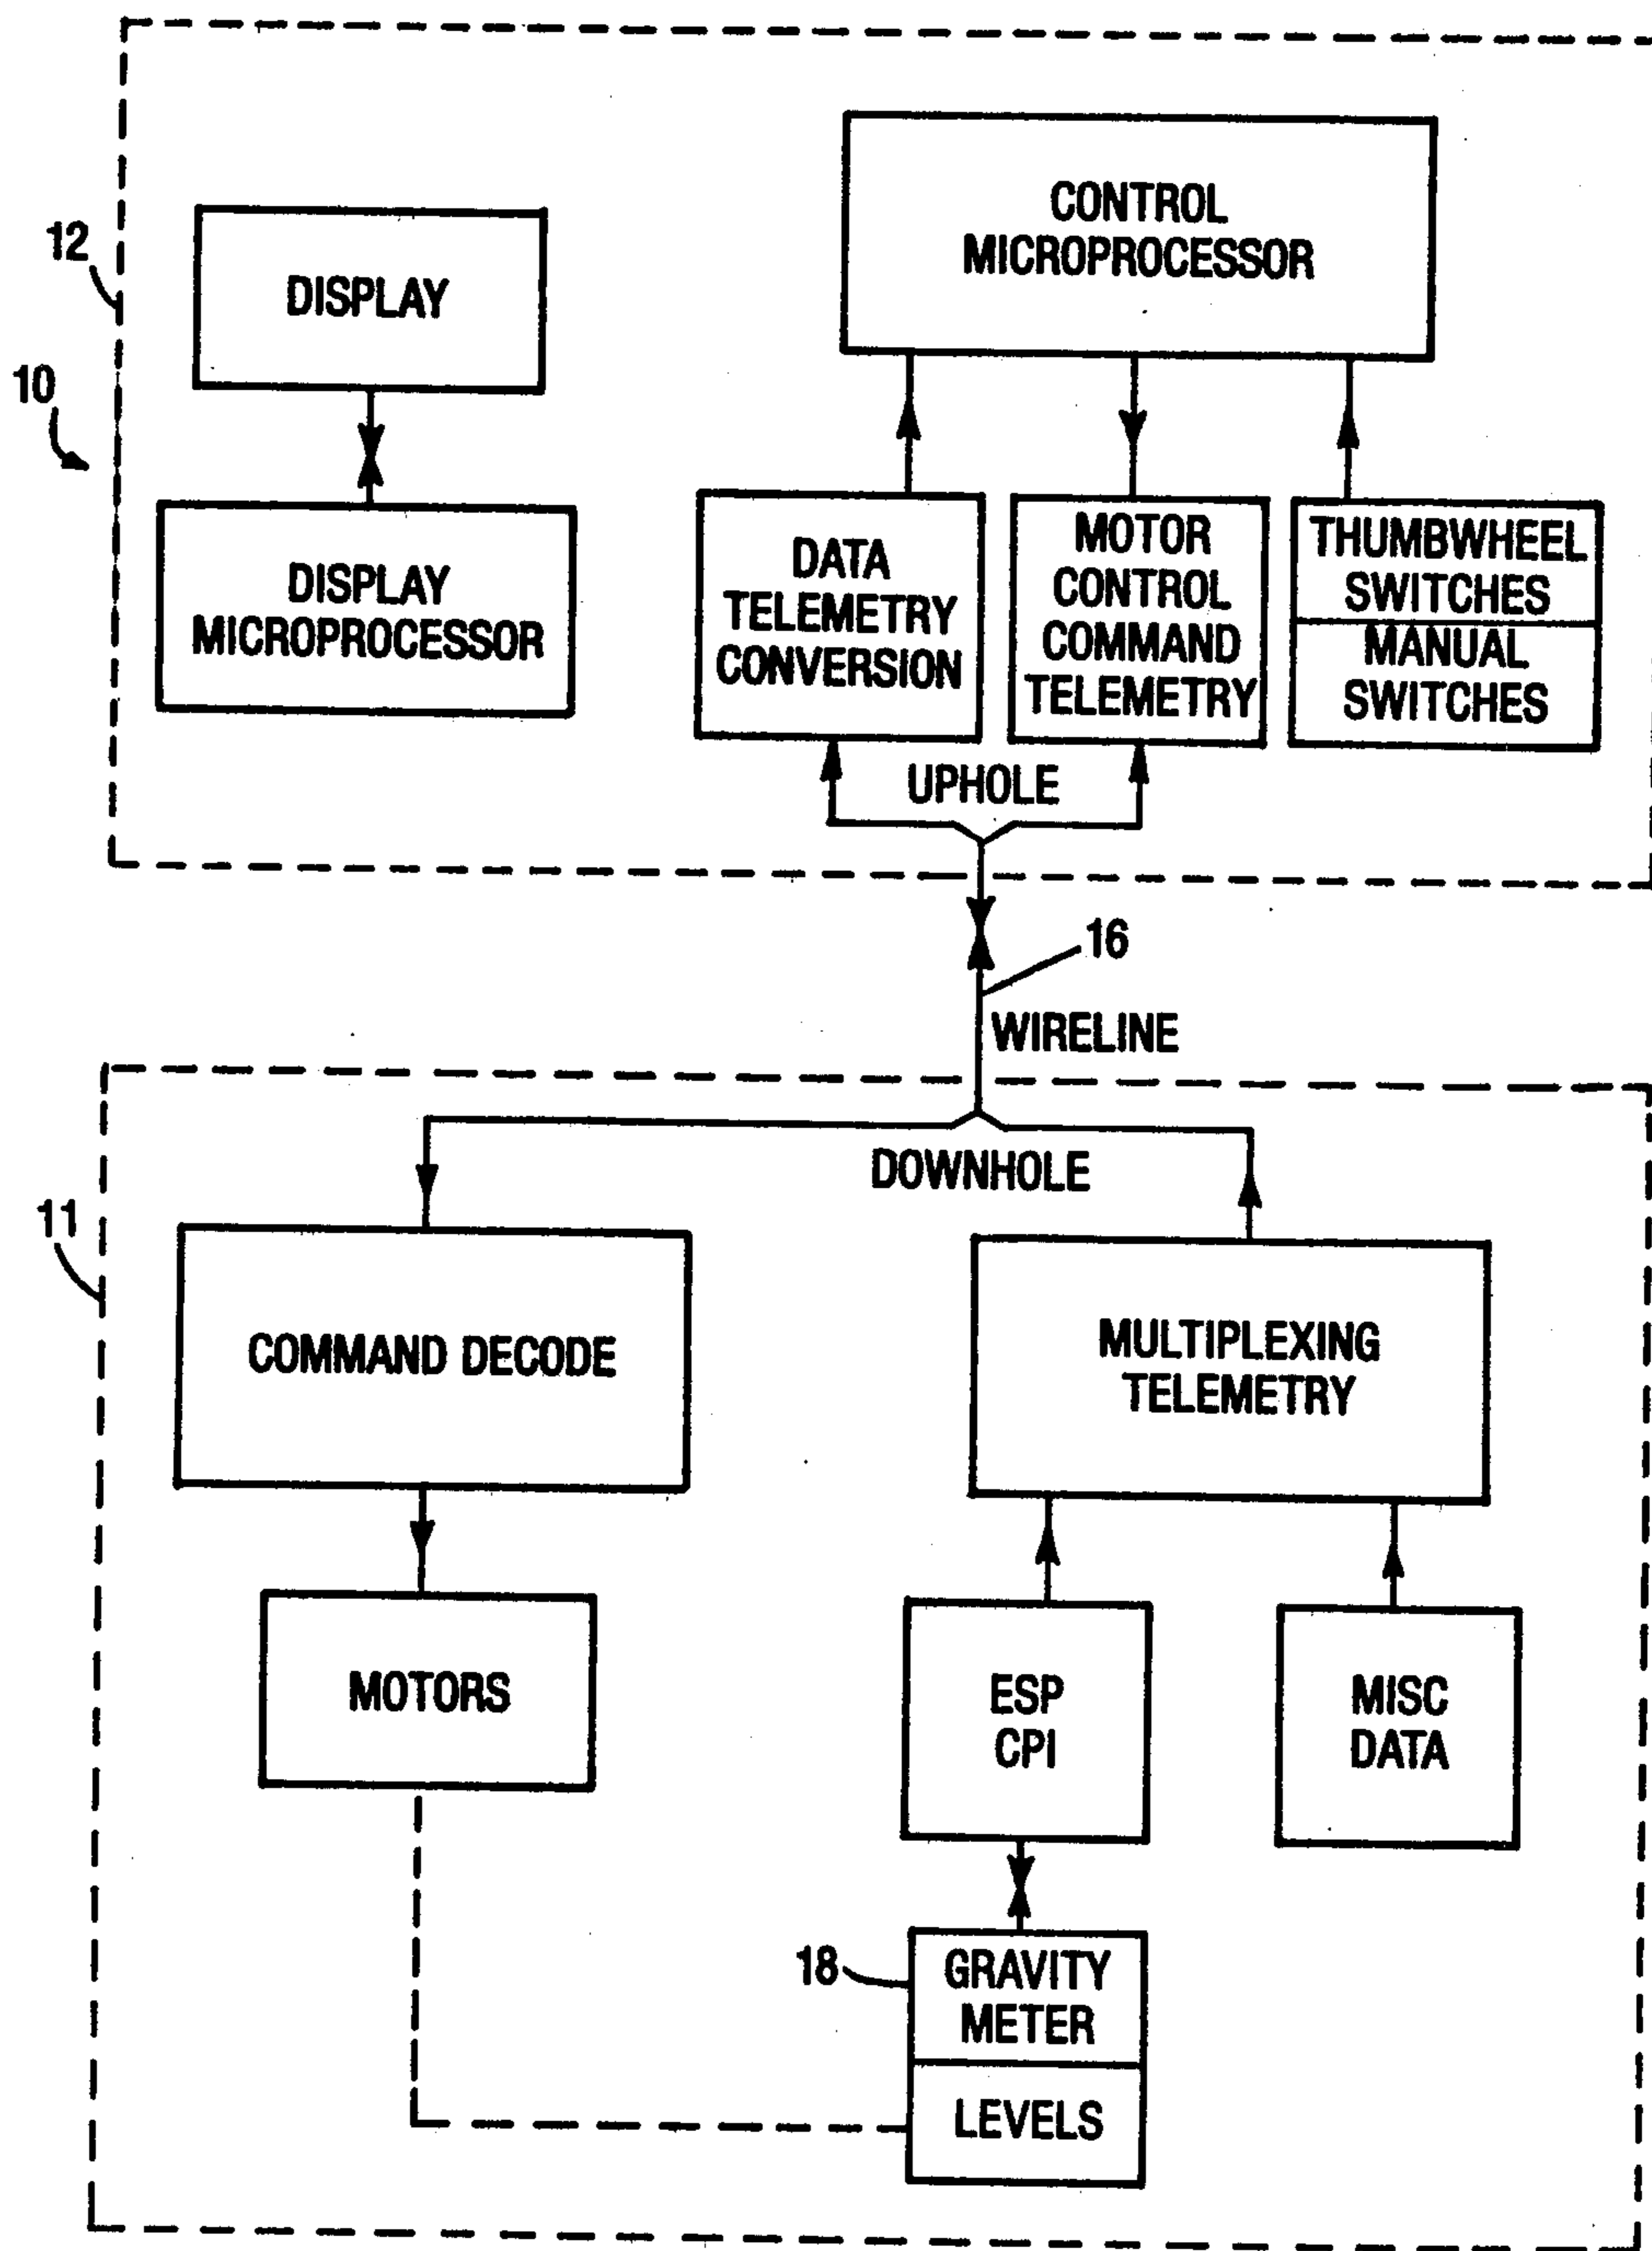 12
10
DISPLAY
DISPLAY
MICROPROCESSOR
CONTROL
MICROPROCESSOR
DATA
TELEMETRY
CONVERSION
MOTOR
CONTROL
COMMAND
TELEMETRY
THUMBWHEEL
SWITCHES
MANUAL
SWITCHES
UPHOLE
16
WIRELINE
DOWNHOLE
11
COMMAND DECODE
MULTIPLEXING
TELEMETRY
MOTORS
ESP
CPI
MISC
DATA
18
GRAVITY
METER
LEVELS